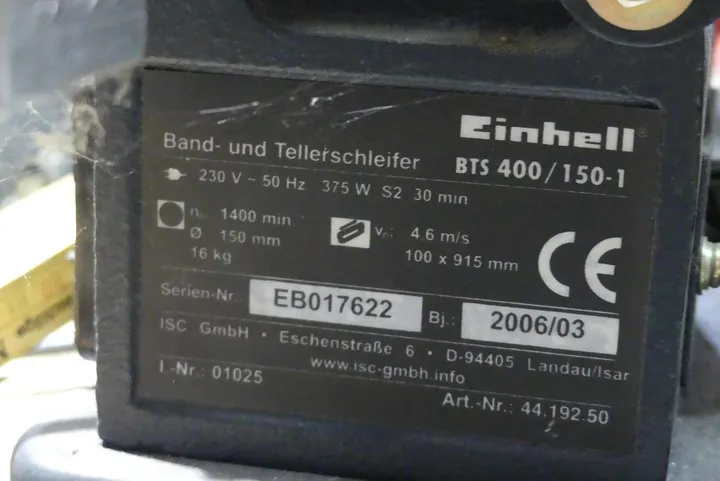 Einhell®
Band- und Tellerschleifer BTS 400/150-1
230 V ~ 50 Hz 375 W S2 30 min
n₀: 1400 min v₀: 4.6 m/s
Ø 150 mm 100 x 915 mm
16 kg CE
Serien-Nr. EB017622 Bj.: 2006/03
ISC GmbH • Eschenstraße 6 • D-94405 Landau/Isar
www.isc-gmbh.info
I.-Nr.: 01025 Art.-Nr.: 44.192.50